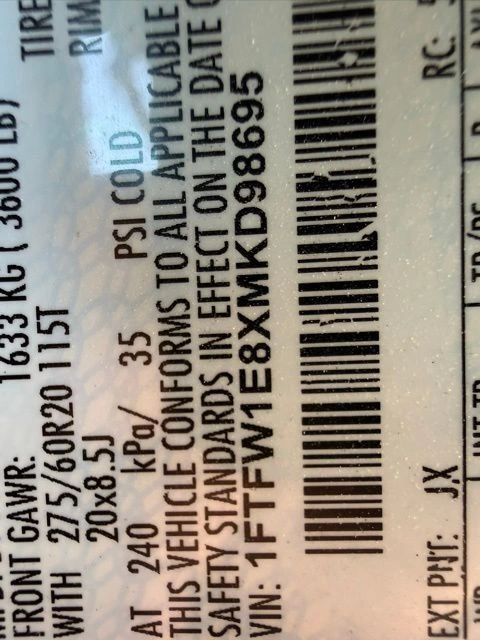 FRONT GAWR: 1633 KG ( 3600 LB) TIRE
WITH 275/60R20 115T RIM
20x8.5J
AT 240 kPa/ 35 PSI COLD
THIS VEHICLE CONFORMS TO ALL APPLICABLE
SAFETY STANDARDS IN EFFECT ON THE DATE
VIN: 1FTFW1E8XMKD98695
EXT PNT: JX RC: